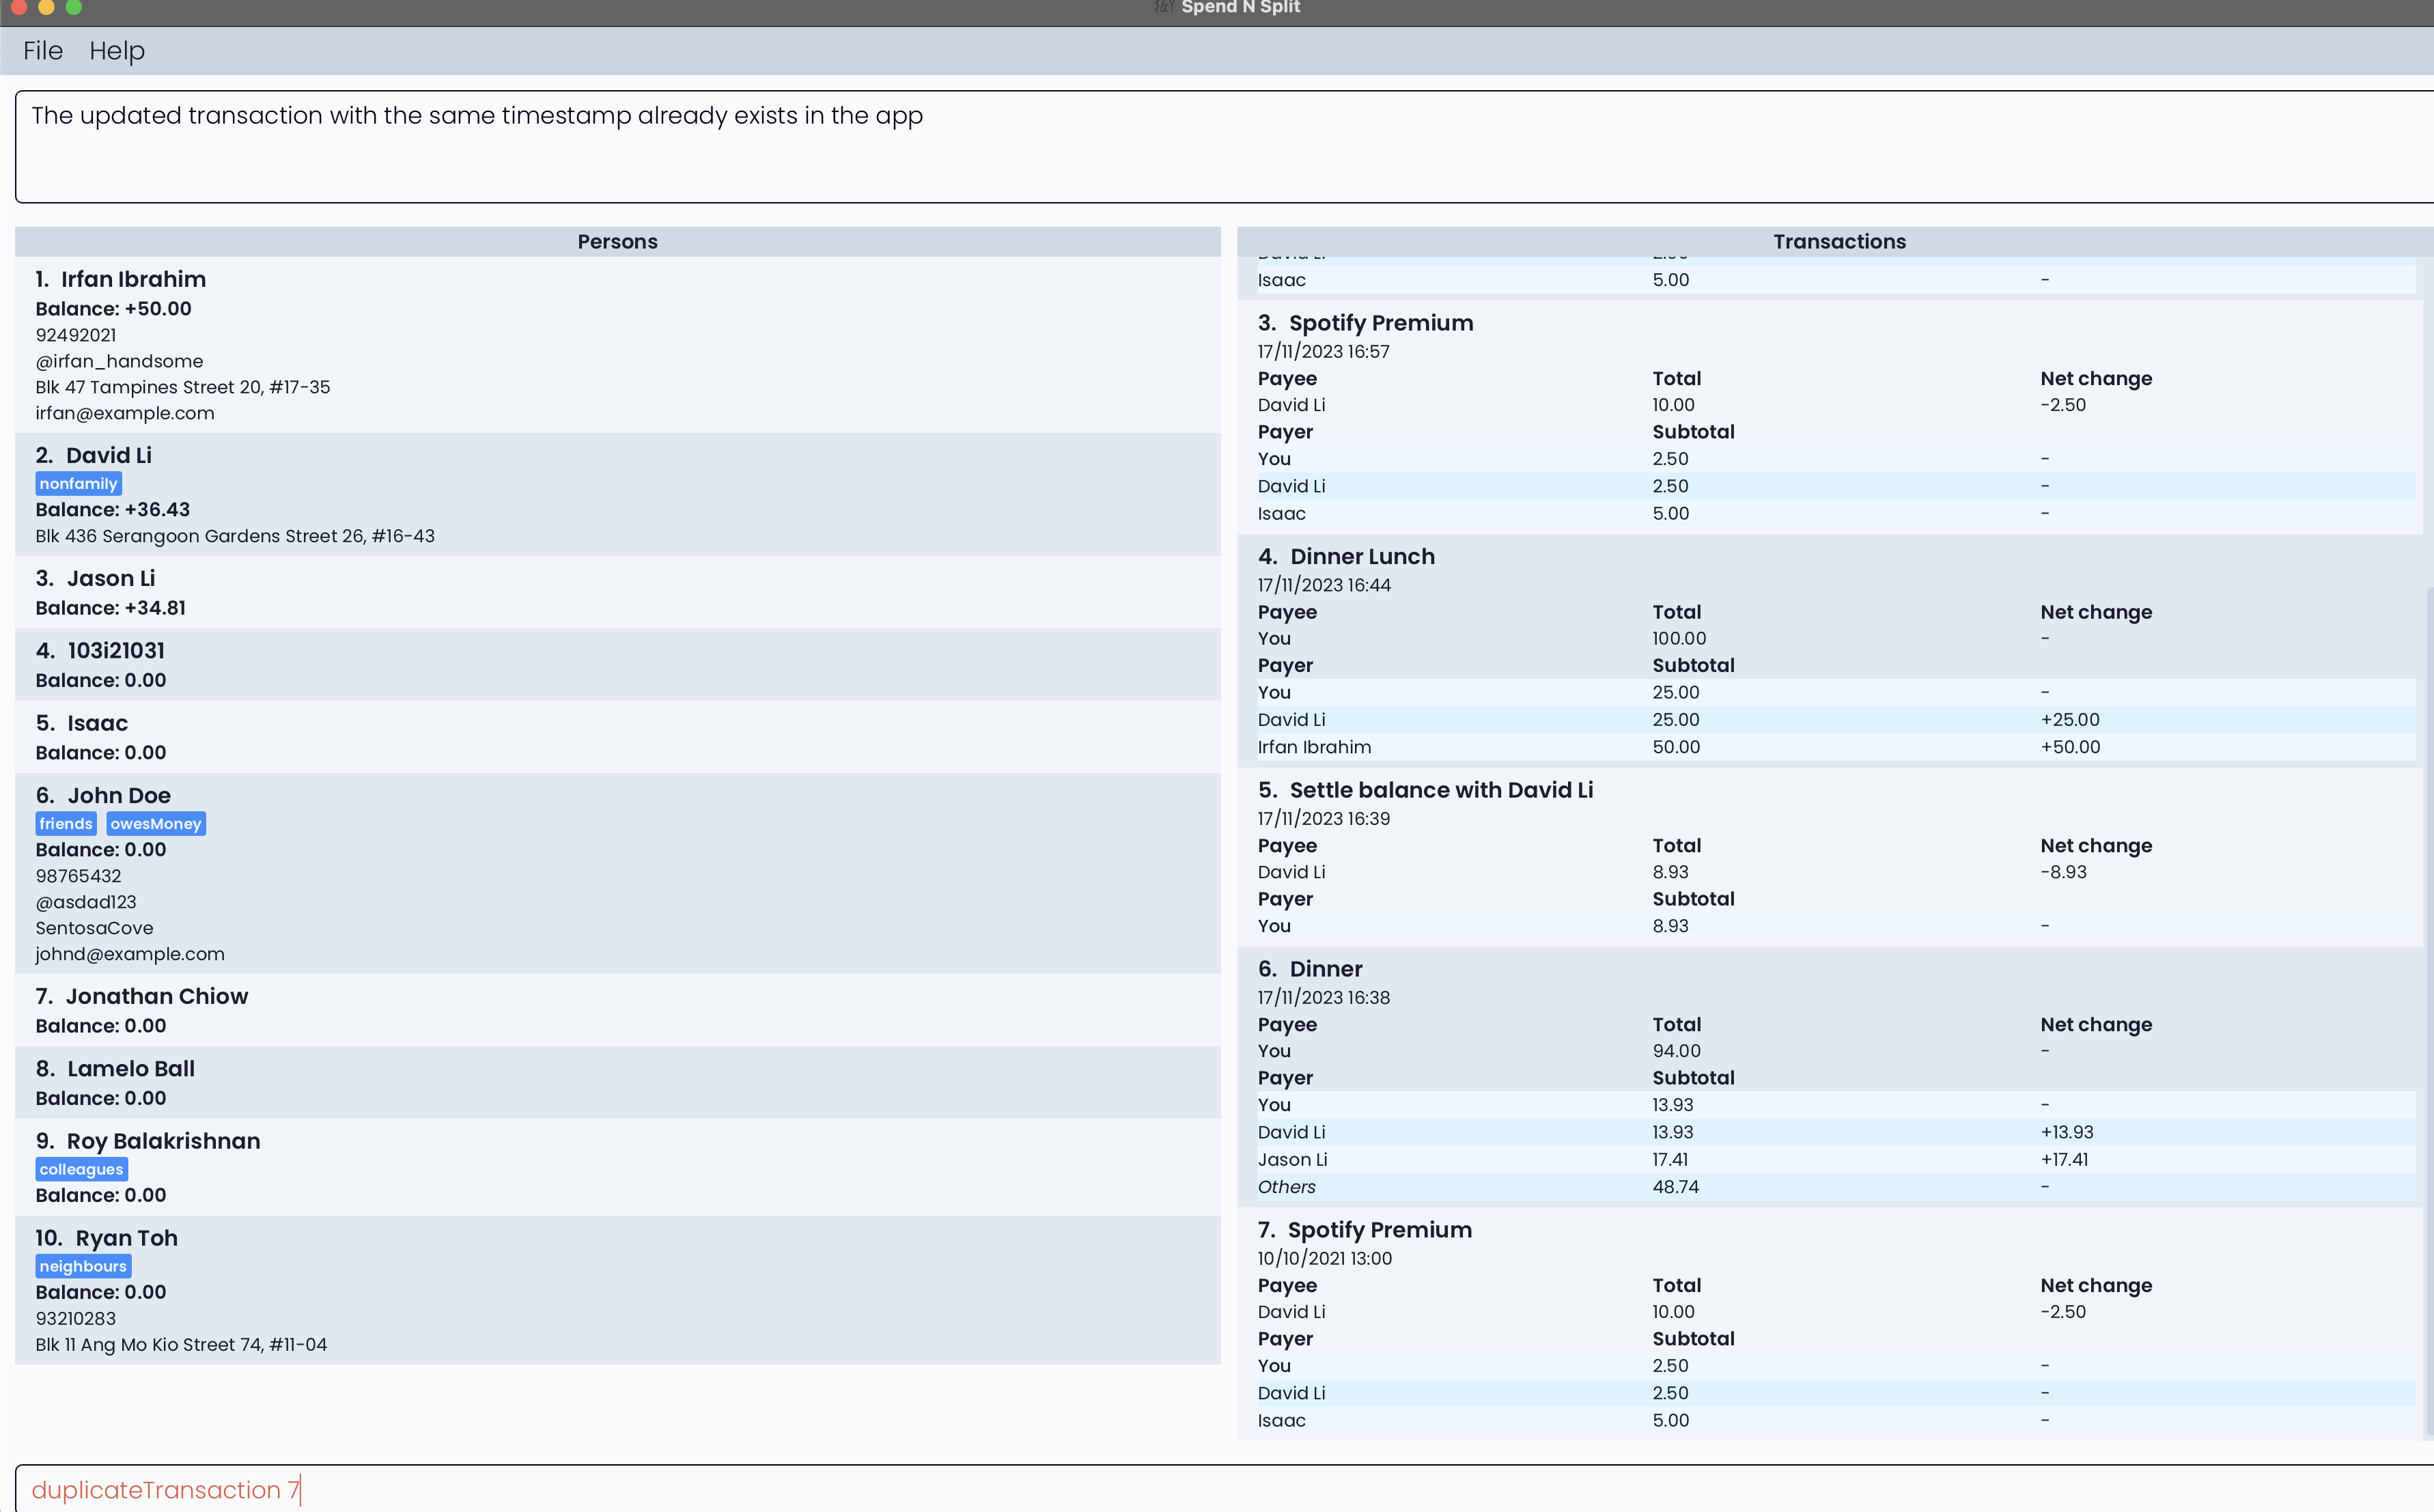 Spend N Split
File Help
The updated transaction with the same timestamp already exists in the app
Persons
1. Irfan Ibrahim
Balance: +50.00
92492021
@irfan_handsome
Blk 47 Tampines Street 20, #17-35
irfan@example.com
2. David Li
nonfamily
Balance: +36.43
Blk 436 Serangoon Gardens Street 26, #16-43
3. Jason Li
Balance: +34.81
4. 103i21031
Balance: 0.00
5. Isaac
Balance: 0.00
6. John Doe
friends owesMoney
Balance: 0.00
98765432
@asdad123
SentosaCove
johnd@example.com
7. Jonathan Chiow
Balance: 0.00
8. Lamelo Ball
Balance: 0.00
9. Roy Balakrishnan
colleagues
Balance: 0.00
10. Ryan Toh
neighbours
Balance: 0.00
93210283
Blk 11 Ang Mo Kio Street 74, #11-04
Transactions
David Li 2.50
Isaac 5.00 -
3. Spotify Premium
17/11/2023 16:57
Payee Total Net change
David Li 10.00 -2.50
Payer Subtotal
You 2.50 -
David Li 2.50 -
Isaac 5.00 -
4. Dinner Lunch
17/11/2023 16:44
Payee Total Net change
You 100.00 -
Payer Subtotal
You 25.00 -
David Li 25.00 +25.00
Irfan Ibrahim 50.00 +50.00
5. Settle balance with David Li
17/11/2023 16:39
Payee Total Net change
David Li 8.93 -8.93
Payer Subtotal
You 8.93 -
6. Dinner
17/11/2023 16:38
Payee Total Net change
You 94.00 -
Payer Subtotal
You 13.93 -
David Li 13.93 +13.93
Jason Li 17.41 +17.41
Others 48.74 -
7. Spotify Premium
10/10/2021 13:00
Payee Total Net change
David Li 10.00 -2.50
Payer Subtotal
You 2.50 -
David Li 2.50 -
Isaac 5.00 -
duplicateTransaction 7